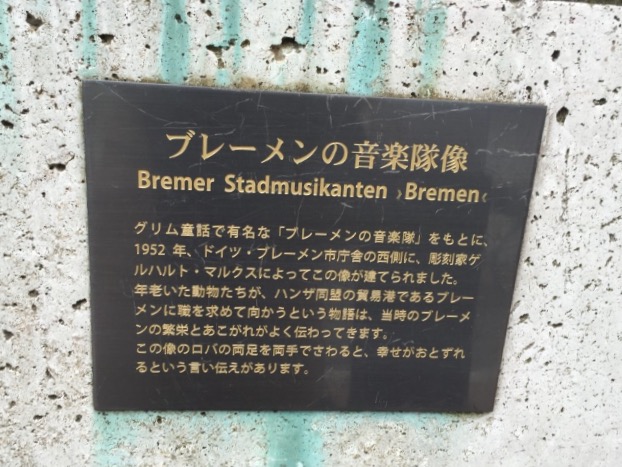 ブレーメンの音楽隊像
Bremer Stadmusikanten ›Bremen‹
グリム童話で有名な「ブレーメンの音楽隊」をもとに、
1952 年、ドイツ・ブレーメン市庁舎の西側に、彫刻家ゲ
ルハルト・マルクスによってこの像が建てられました。
年老いた動物たちが、ハンザ同盟の貿易港であるブレー
メンに職を求めて向かうという物語は、当時のブレーメ
ンの繁栄とあこがれがよく伝わってきます。
この像のロバの両足を両手でさわると、幸せがおとずれ
るという言い伝えがあります。